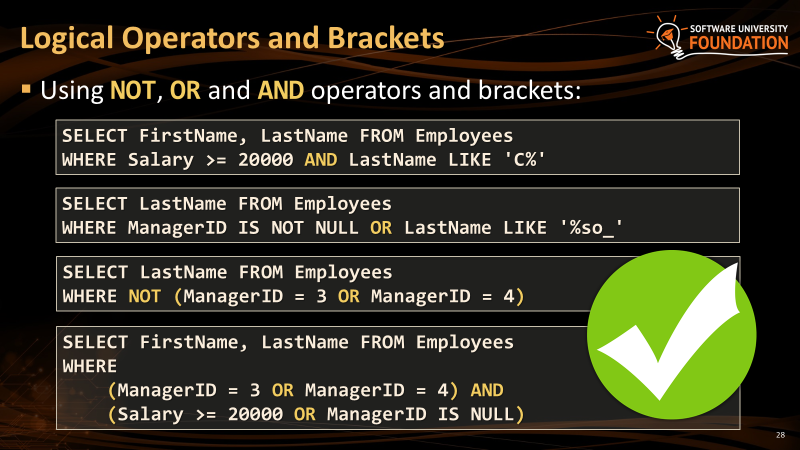 Logical Operators and Brackets
SOFTWARE UNIVERSITY
FOUNDATION
Using NOT, OR and AND operators and brackets:
SELECT FirstName, LastName FROM Employees
WHERE Salary >= 20000 AND LastName LIKE 'C%'
SELECT LastName FROM Employees
WHERE ManagerID IS NOT NULL OR LastName LIKE '%so_'
SELECT LastName FROM Employees
WHERE NOT (ManagerID = 3 OR ManagerID = 4)
SELECT FirstName, LastName FROM Employees
WHERE
(ManagerID = 3 OR ManagerID = 4) AND
(Salary >= 20000 OR ManagerID IS NULL)
28